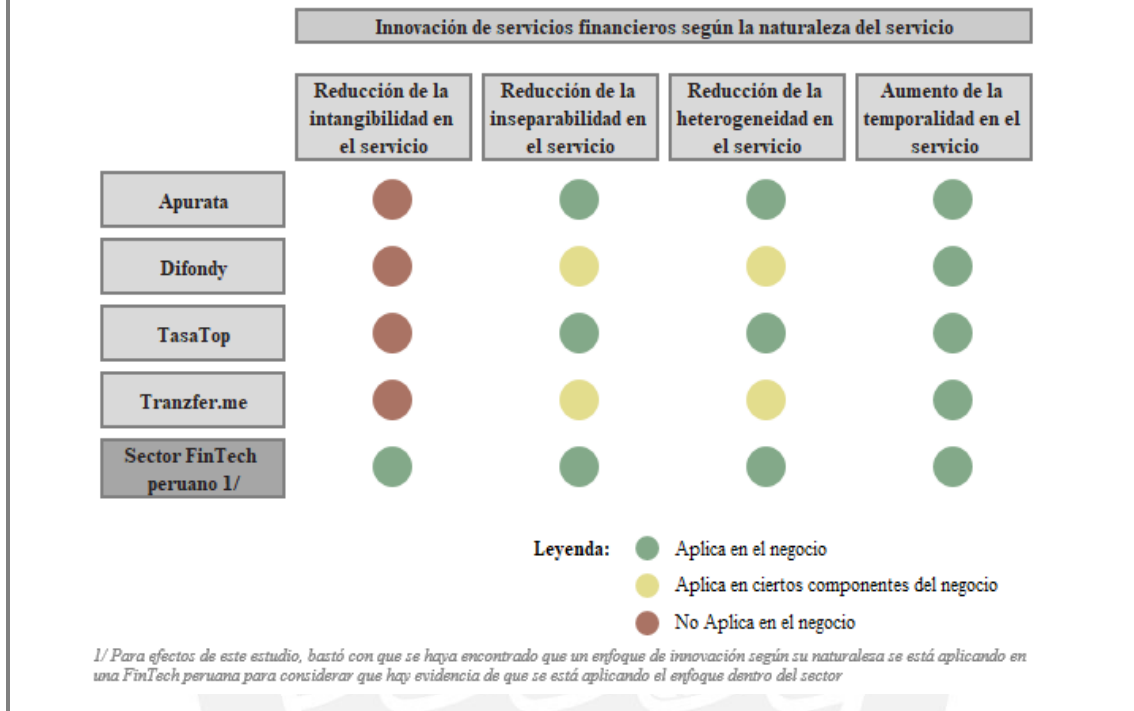 Innovación de servicios financieros según la naturaleza del servicio
Reducción de la
intangibilidad en
el servicio
Reducción de la
inseparabilidad en
el servicio
Reducción de la
heterogeneidad en
el servicio
Aumento de la
temporalidad en el
servicio
Apurata
Difondy
TasaTop
Tranzfer.me
Sector FinTech
peruano 1/
Leyenda:
Aplica en el negocio
Aplica en ciertos componentes del negocio
No Aplica en el negocio
1/ Para efectos de este estudio, bastó con que se haya encontrado que un enfoque de innovación según su naturaleza se está aplicando en
una FinTech peruana para considerar que hay evidencia de que se está aplicando el enfoque dentro del sector